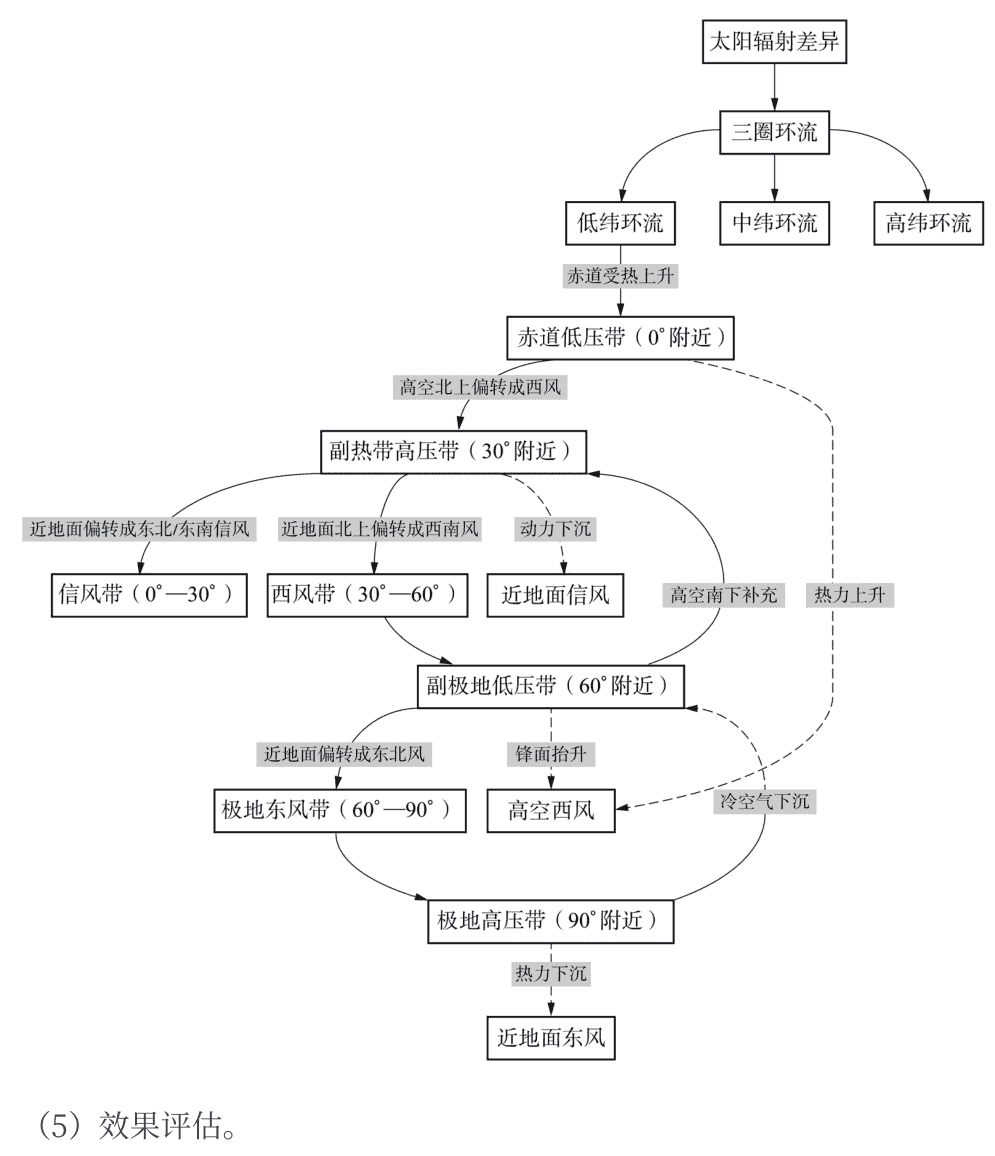 太阳辐射差异
三圈环流
低纬环流
中纬环流
高纬环流
赤道受热上升
赤道低压带（0°附近）
高空北上偏转成西风
副热带高压带（30°附近）
近地面偏转成东北/东南信风
近地面北上偏转成西南风
动力下沉
信风带（0°—30°）
西风带（30°—60°）
近地面信风
高空南下补充
热力上升
副极地低压带（60°附近）
近地面偏转成东北风
锋面抬升
极地东风带（60°—90°）
高空西风
冷空气下沉
极地高压带（90°附近）
热力下沉
近地面东风
（5）效果评估。